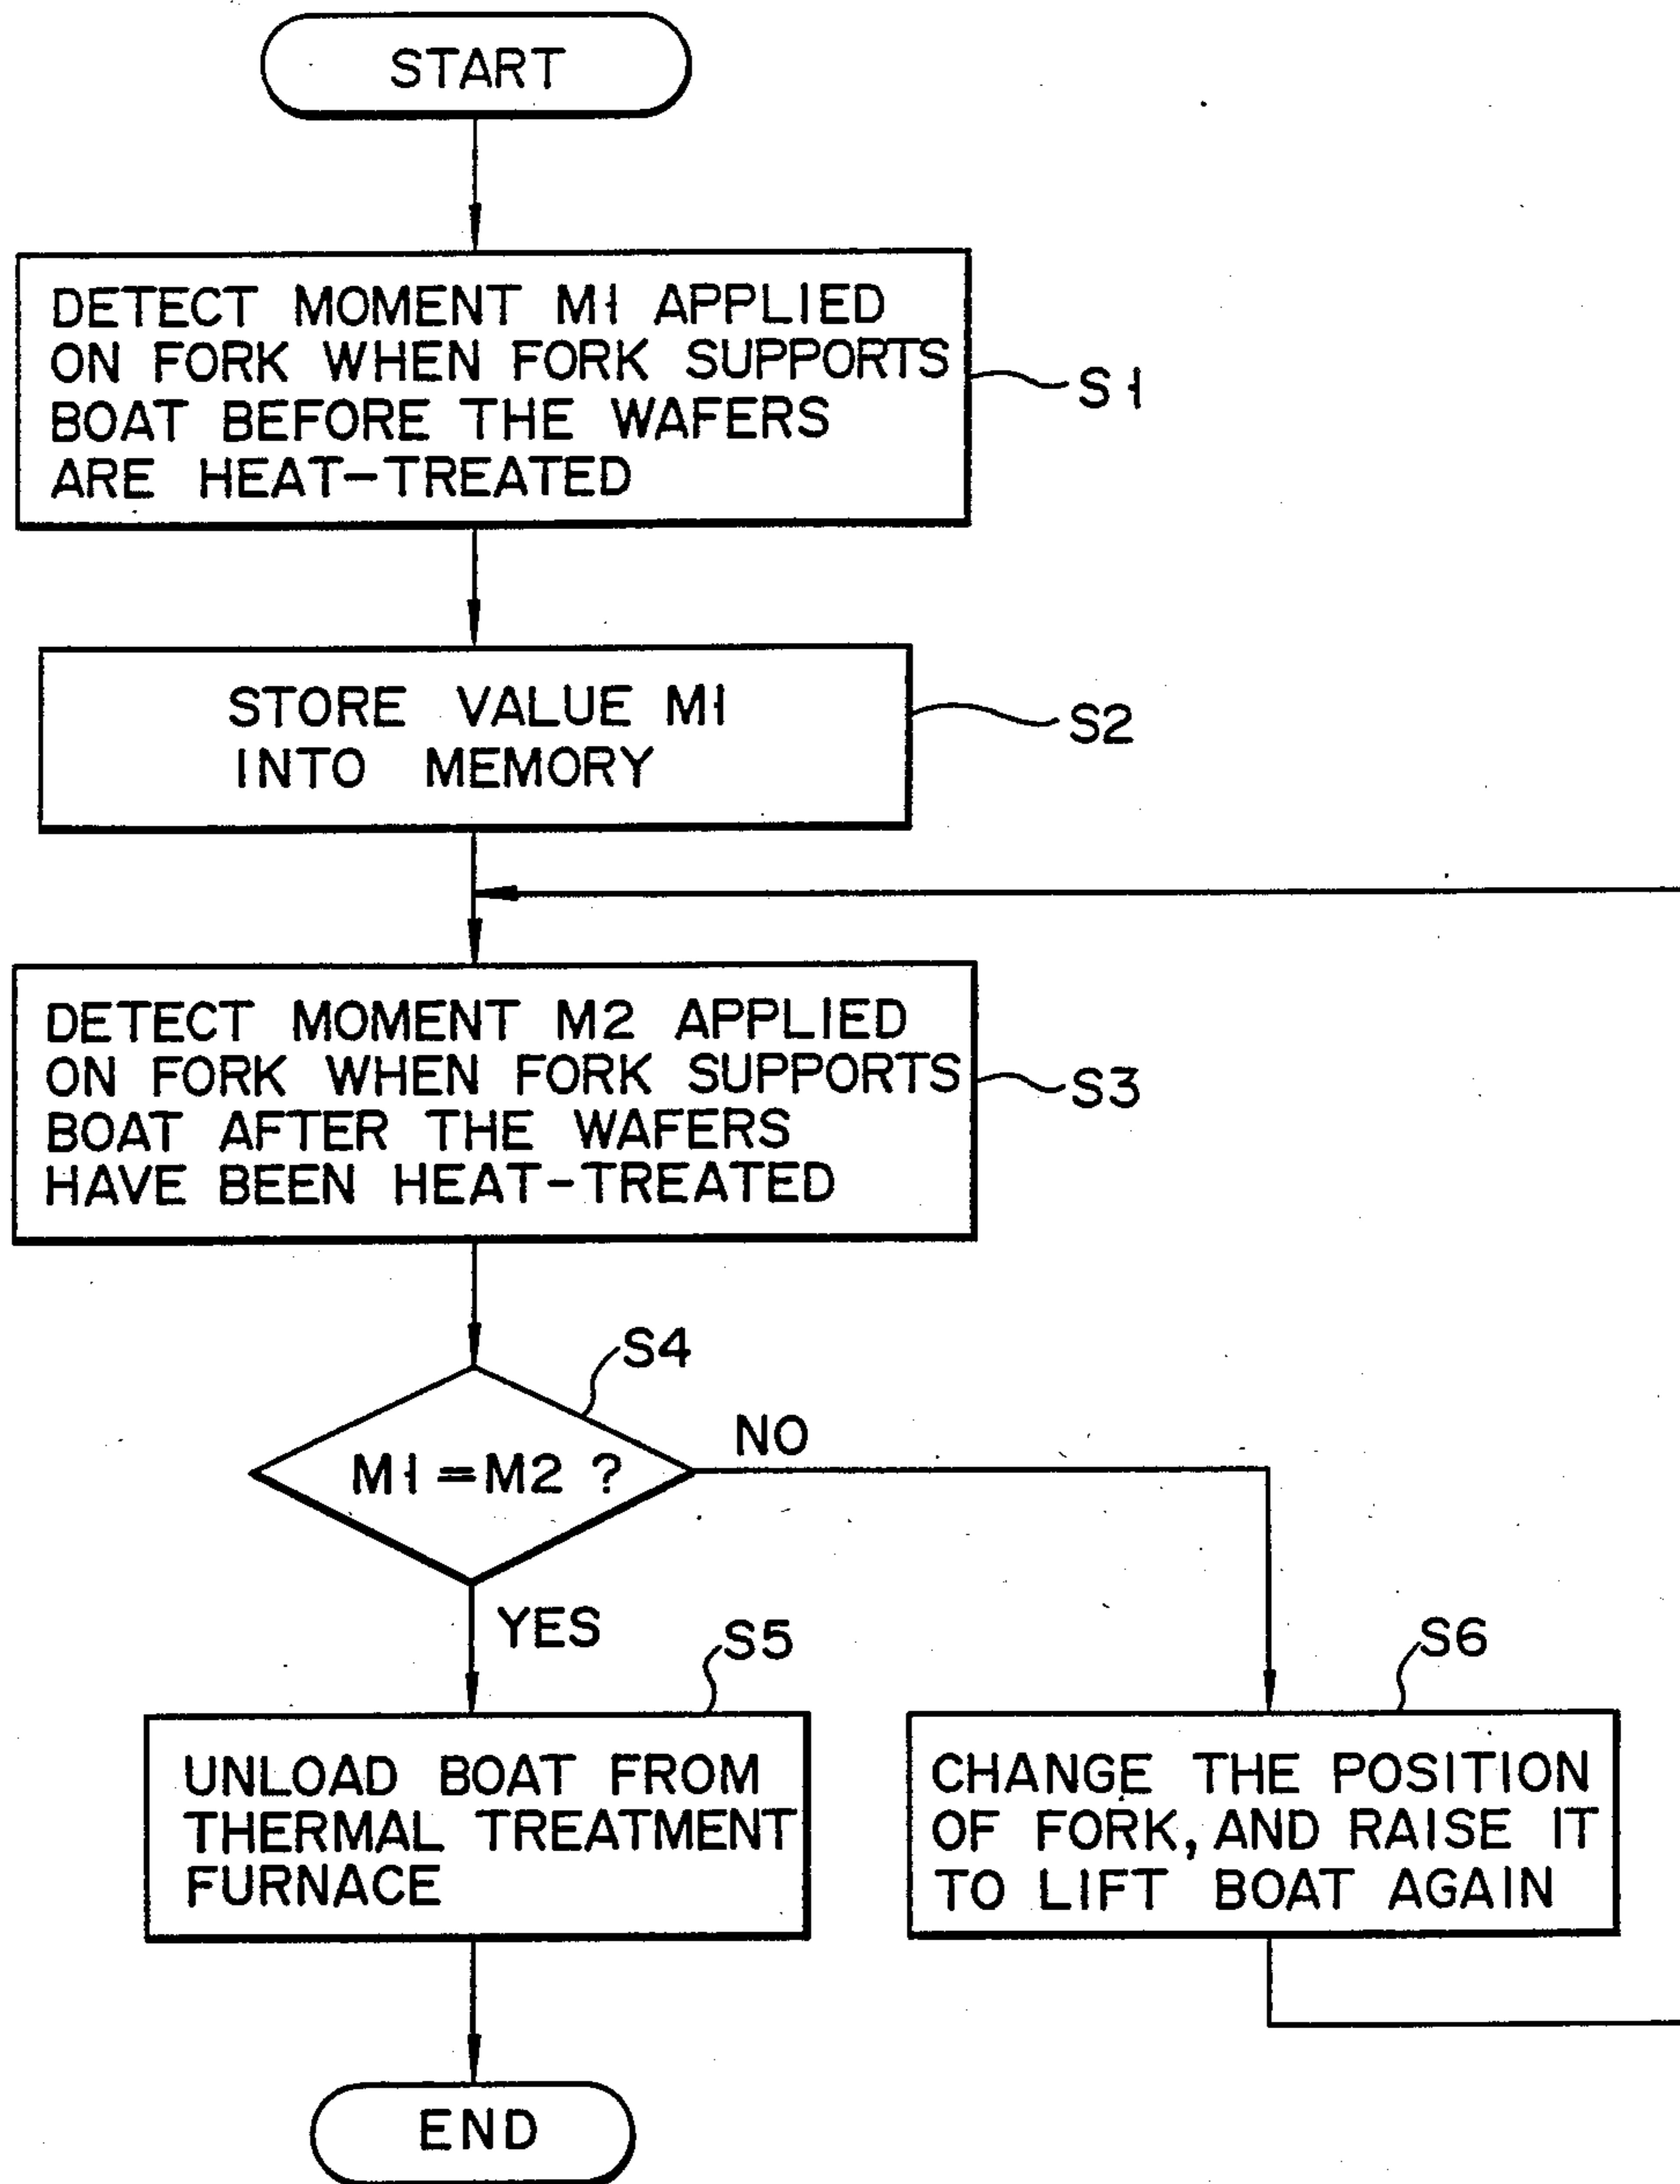 START
DETECT MOMENT M1 APPLIED
ON FORK WHEN FORK SUPPORTS
BOAT BEFORE THE WAFERS
ARE HEAT-TREATED
S1
STORE VALUE M1
INTO MEMORY
S2
DETECT MOMENT M2 APPLIED
ON FORK WHEN FORK SUPPORTS
BOAT AFTER THE WAFERS
HAVE BEEN HEAT-TREATED
S3
S4
M1=M2 ?
NO
YES
S5
UNLOAD BOAT FROM
THERMAL TREATMENT
FURNACE
S6
CHANGE THE POSITION
OF FORK, AND RAISE IT
TO LIFT BOAT AGAIN
END